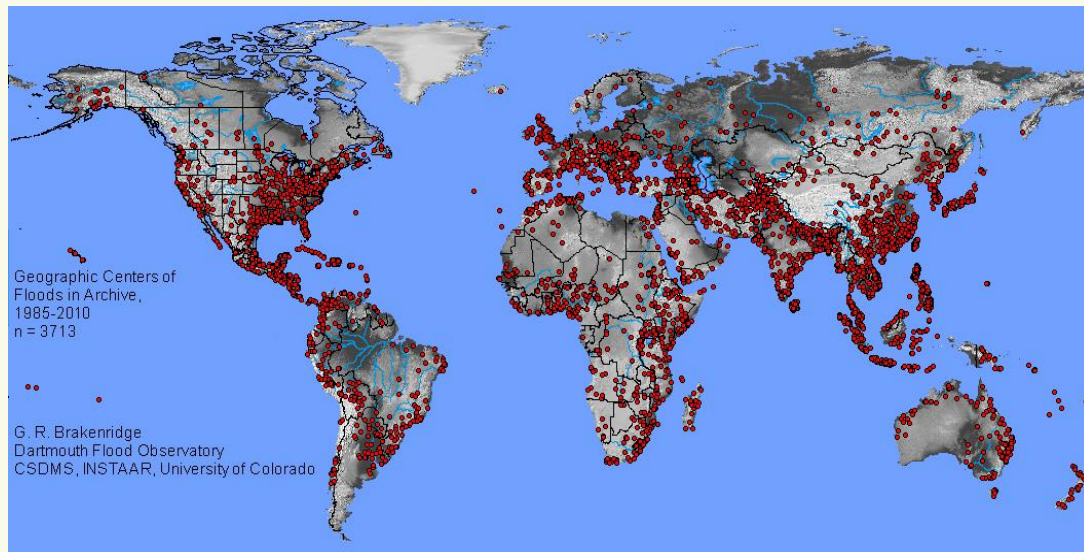 Geographic Centers of
Floods in Archive,
1985-2010
n = 3713
G. R. Brakenridge
Dartmouth Flood Observatory
CSDMS, INSTAAR, University of Colorado